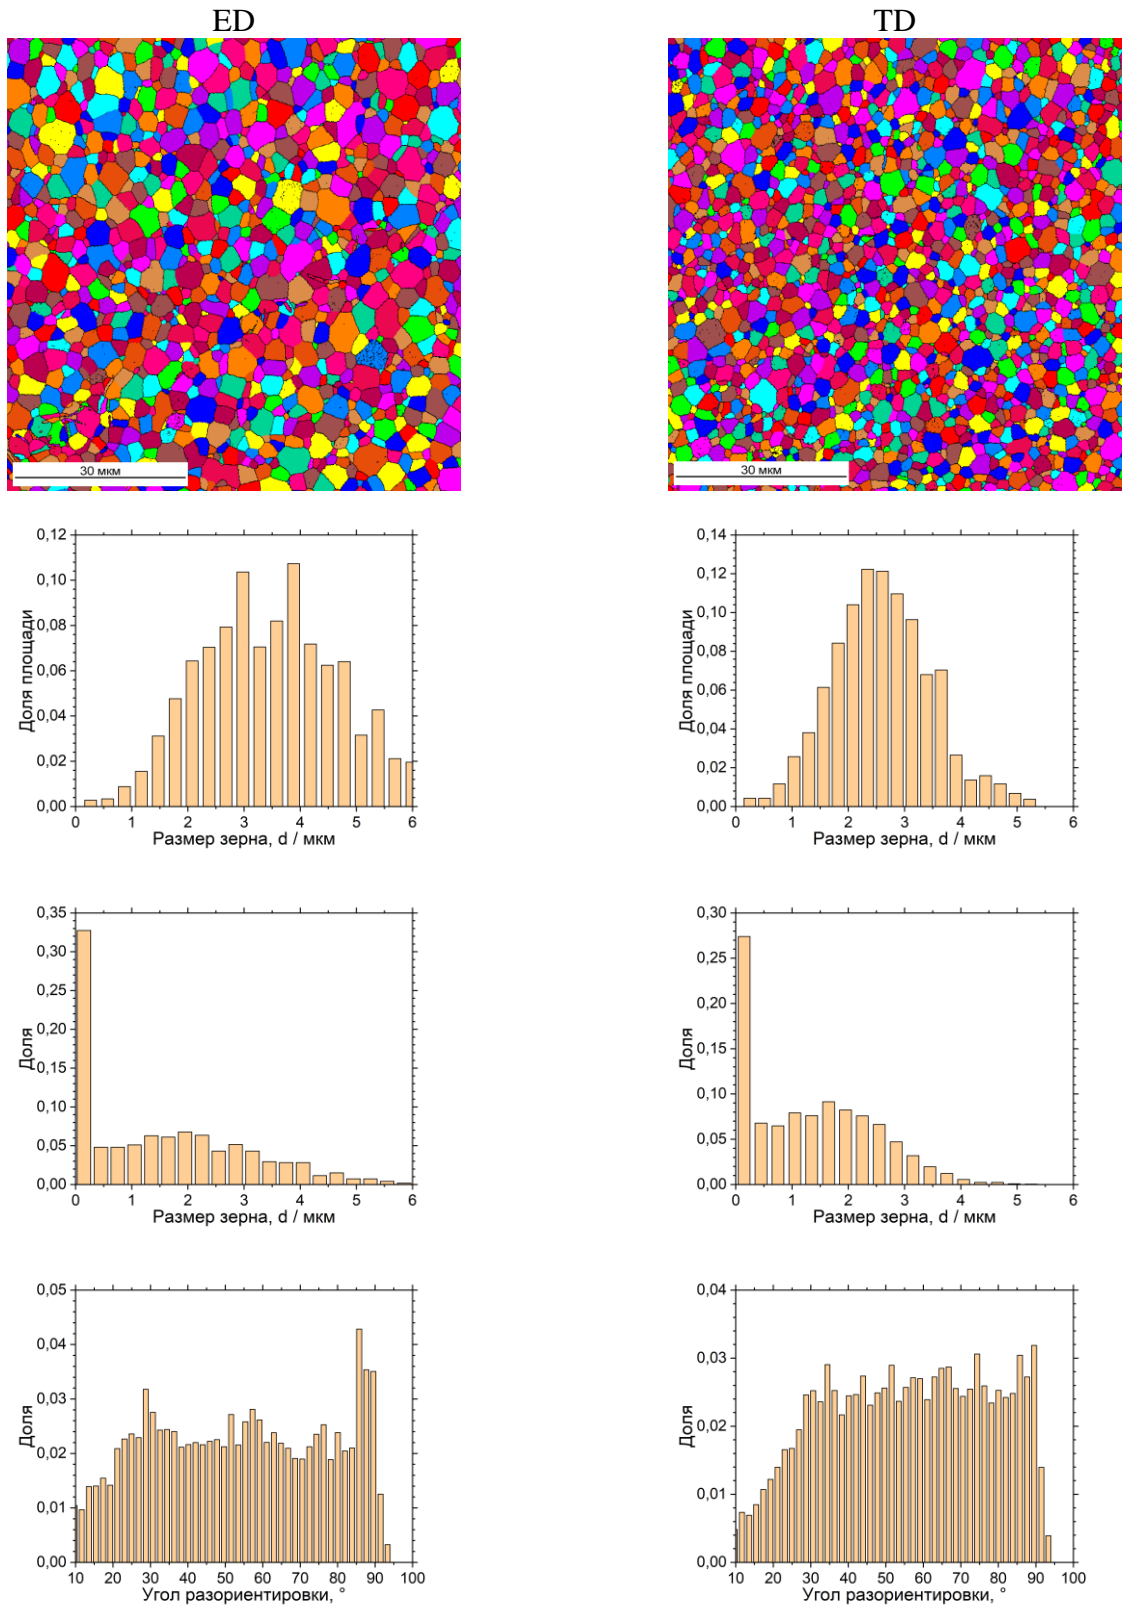 ED
TD
30 мкм
30 мкм
0,12
0,10
0,08
0,06
0,04
0,02
0,00
Доля площади
0 1 2 3 4 5 6
Размер зерна, d / мкм
0,14
0,12
0,10
0,08
0,06
0,04
0,02
0,00
Доля площади
0 1 2 3 4 5 6
Размер зерна, d / мкм
0,35
0,30
0,25
0,20
0,15
0,10
0,05
0,00
Доля
0 1 2 3 4 5 6
Размер зерна, d / мкм
0,30
0,25
0,20
0,15
0,10
0,05
0,00
Доля
0 1 2 3 4 5 6
Размер зерна, d / мкм
0,05
0,04
0,03
0,02
0,01
0,00
Доля
10 20 30 40 50 60 70 80 90 100
Угол разориентировки, °
0,04
0,03
0,02
0,01
0,00
Доля
10 20 30 40 50 60 70 80 90 100
Угол разориентировки, °